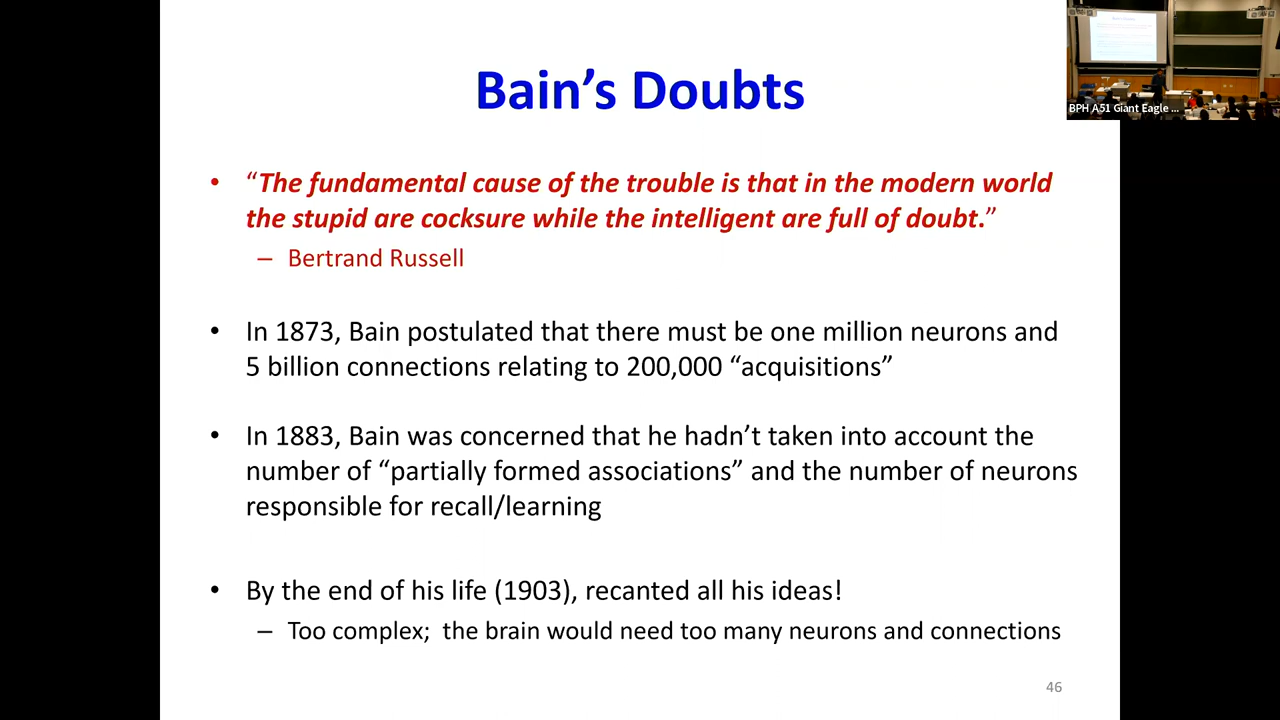 Bain’s Doubts
• “The fundamental cause of the trouble is that in the modern world
the stupid are cocksure while the intelligent are full of doubt.”
– Bertrand Russell
• In 1873, Bain postulated that there must be one million neurons and
5 billion connections relating to 200,000 “acquisitions”
• In 1883, Bain was concerned that he hadn’t taken into account the
number of “partially formed associations” and the number of neurons
responsible for recall/learning
• By the end of his life (1903), recanted all his ideas!
– Too complex;  the brain would need too many neurons and connections
46
BPH A51 Giant Eagle ...